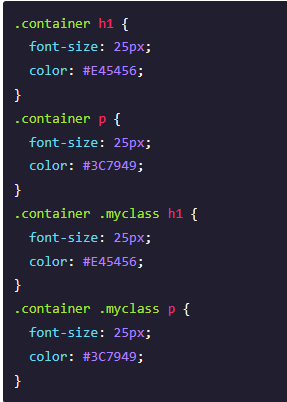 .container h1 {
  font-size: 25px;
  color: #E45456;
}
.container p {
  font-size: 25px;
  color: #3C7949;
}
.container .myclass h1 {
  font-size: 25px;
  color: #E45456;
}
.container .myclass p {
  font-size: 25px;
  color: #3C7949;
}